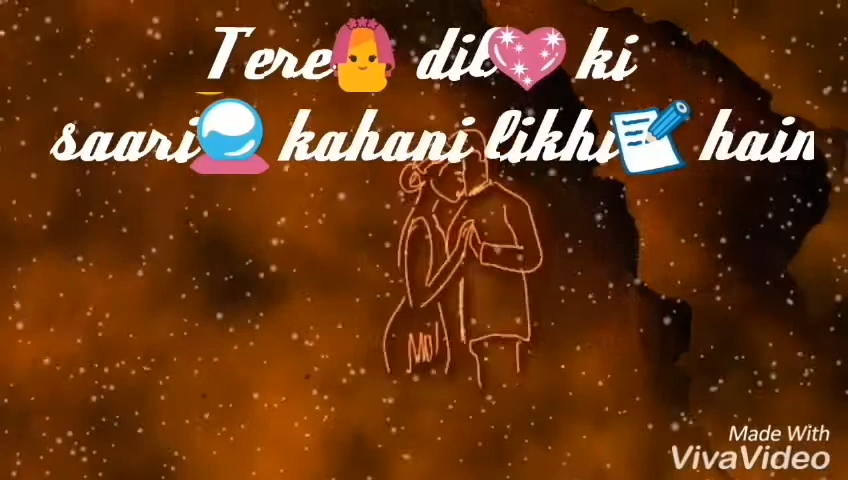 Tere👸 dil💖 ki
saari🔮 kahani likhi📝 hain
Made With
VivaVideo